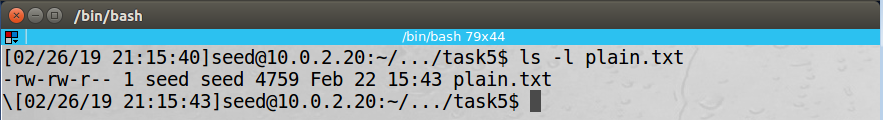 /bin/bash
/bin/bash 79x44
[02/26/19 21:15:40]seed@10.0.2.20:~/.../task5$ ls -l plain.txt
-rw-rw-r-- 1 seed seed 4759 Feb 22 15:43 plain.txt
\[02/26/19 21:15:43]seed@10.0.2.20:~/.../task5$